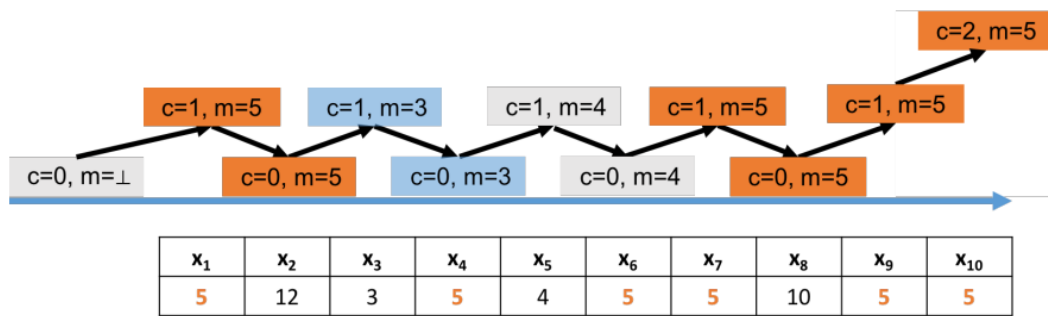 c=2, m=5
c=1, m=5 c=1, m=3 c=1, m=4 c=1, m=5 c=1, m=5
c=0, m=⊥ c=0, m=5 c=0, m=3 c=0, m=4 c=0, m=5
x₁ x₂ x₃ x₄ x₅ x₆ x₇ x₈ x₉ x₁₀
5 12 3 5 4 5 5 10 5 5